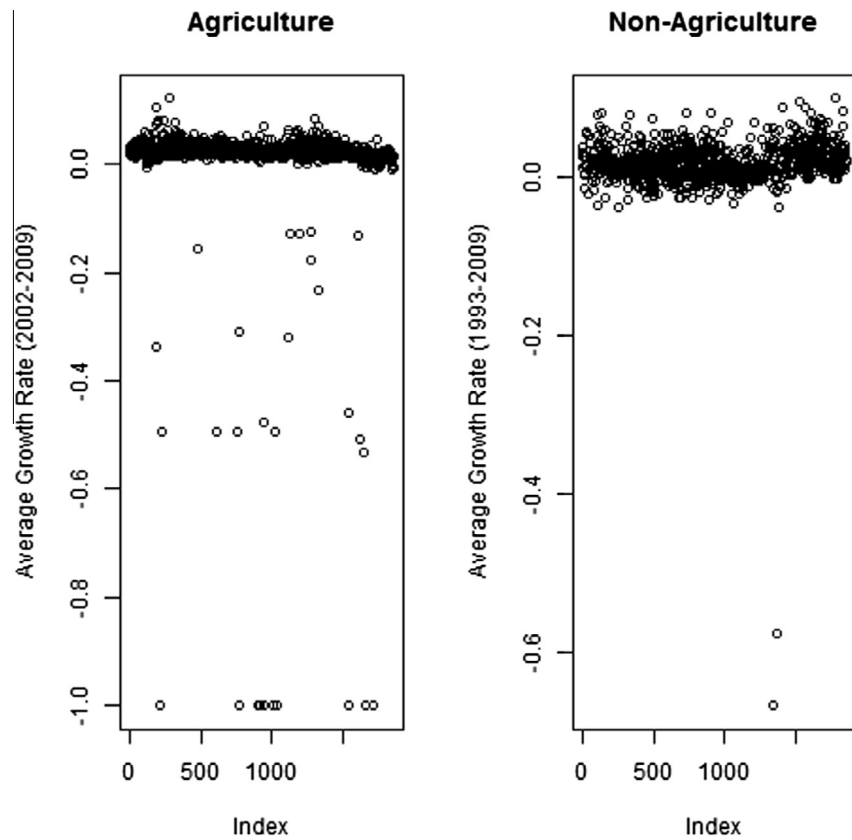 Agriculture
Average Growth Rate (2002-2009)
0.0
-0.2
-0.4
-0.6
-0.8
-1.0
0 500 1000
Index
Non-Agriculture
Average Growth Rate (1993-2009)
0.0
-0.2
-0.4
-0.6
0 500 1000
Index